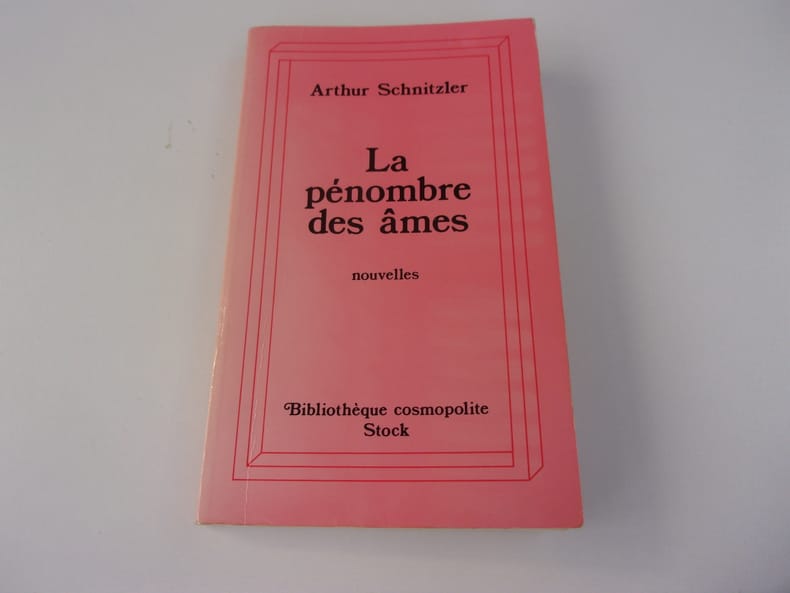 Arthur Schnitzler
La
pénombre
des âmes
nouvelles
Bibliothèque cosmopolite
Stock